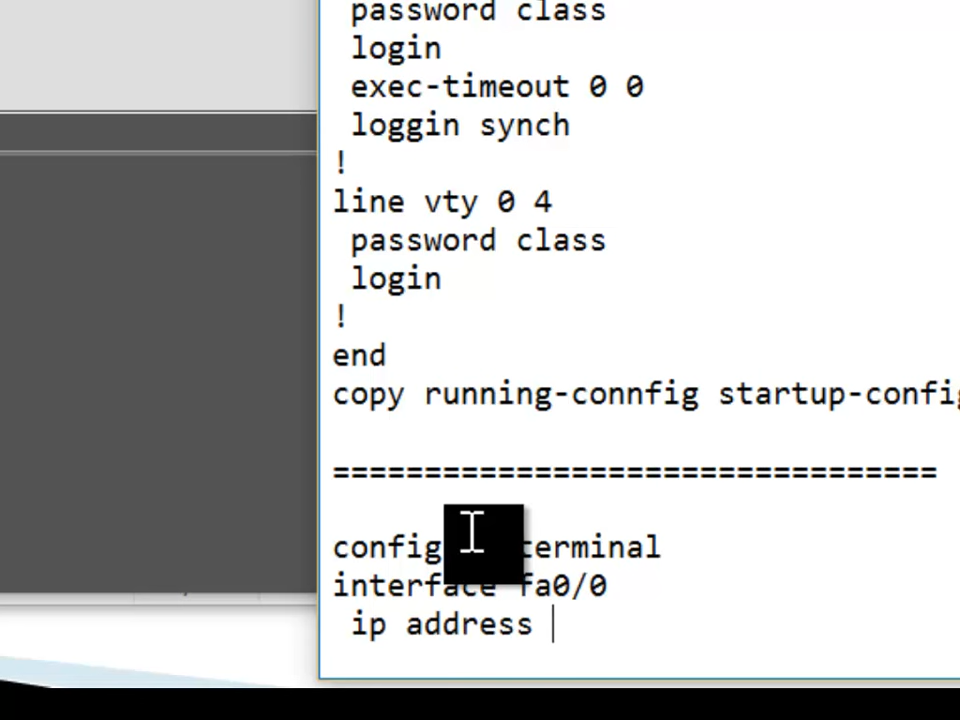 password class
login
exec-timeout 0 0
loggin synch
!
line vty 0 4
password class
login
!
end
copy running-connfig startup-config
================================= 
config terminal
interface fa0/0
ip address